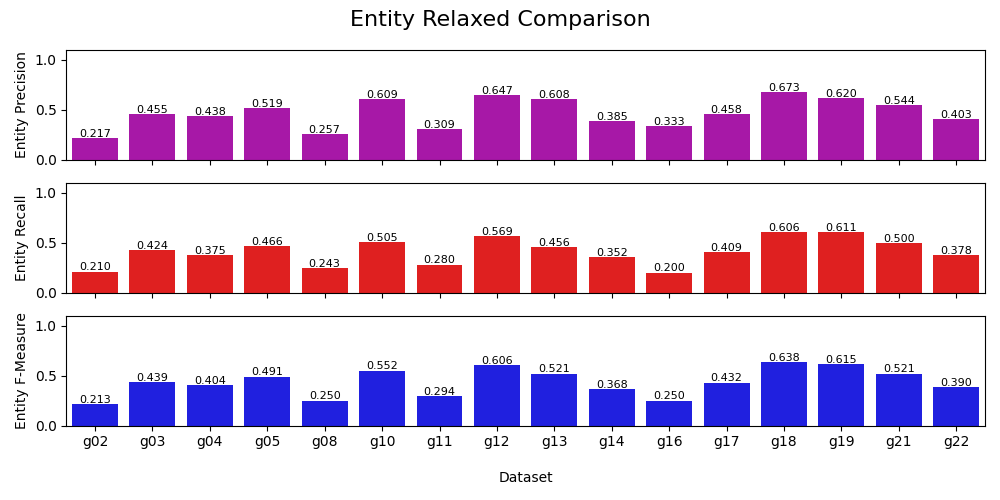 Entity Relaxed Comparison
Entity Precision
1.0
0.5
0.0
0.217 0.455 0.438 0.519 0.257 0.609 0.309 0.647 0.608 0.385 0.333 0.458 0.673 0.620 0.544 0.403
Entity Recall
1.0
0.5
0.0
0.210 0.424 0.375 0.466 0.243 0.505 0.280 0.569 0.456 0.352 0.200 0.409 0.606 0.611 0.500 0.378
Entity F-Measure
1.0
0.5
0.0
0.213 0.439 0.404 0.491 0.250 0.552 0.294 0.606 0.521 0.368 0.250 0.432 0.638 0.615 0.521 0.390
g02 g03 g04 g05 g08 g10 g11 g12 g13 g14 g16 g17 g18 g19 g21 g22
Dataset